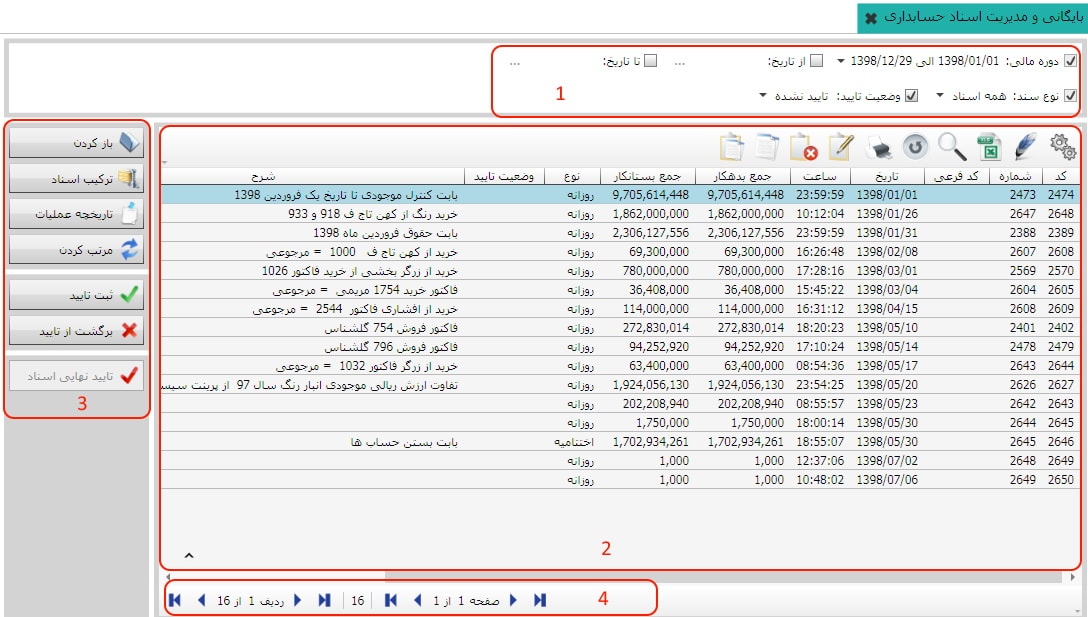 بایگانی و مدیریت اسناد حسابداری
دوره مالی: 1398/01/01 الی 1398/12/29 از تاریخ: ... تا تاریخ: ...
نوع سند: همه اسناد وضعیت تایید: تایید نشده
1
باز کردن
ترکیب اسناد
تاریخچه عملیات
مرتب کردن
ثبت تایید
برگشت از تایید
تایید نهایی اسناد
3
کد شماره کد فرعی تاریخ ساعت جمع بدهکار جمع بستانکار نوع وضعیت تایید شرح
2474 2473 1398/01/01 23:59:59 9,705,614,448 9,705,614,448 روزانه بابت کنترل موجودی تا تاریخ یک فروردین 1398
2648 2647 1398/01/26 10:12:04 1,862,000,000 1,862,000,000 روزانه خرید رنگ از کهن تاج ف 918 و 933
2389 2388 1398/01/31 23:59:59 2,306,127,556 2,306,127,556 روزانه بابت حقوق فروردین ماه 1398
2608 2607 1398/02/08 16:26:48 69,300,000 69,300,000 روزانه خرید از کهن تاج ف 1000 = مرجوعی
2570 2569 1398/03/01 17:28:16 780,000,000 780,000,000 روزانه خرید از زرگر بخشی از خرید فاکتور 1026
2605 2604 1398/03/04 15:45:22 36,408,000 36,408,000 روزانه فاکتور خرید 1754 مریمی = مرجوعی
2609 2608 1398/04/15 16:31:12 114,000,000 114,000,000 روزانه خرید از افشاری فاکتور 2544 = مرجوعی
2402 2401 1398/05/10 18:20:23 272,830,014 272,830,014 روزانه فاکتور فروش 754 گلشناس
2479 2478 1398/05/14 17:10:24 94,252,920 94,252,920 روزانه فاکتور فروش 796 گلشناس
2644 2643 1398/05/17 08:54:36 63,400,000 63,400,000 روزانه خرید از زرگر فاکتور 1032 = مرجوعی
2627 2626 1398/05/20 23:54:25 1,924,056,130 1,924,056,130 روزانه تفاوت ارزش ریالی موجودی انبار رنگ سال 97 از پرینت سیس
2643 2642 1398/05/23 08:55:57 202,208,940 202,208,940 روزانه
2645 2644 1398/05/30 18:00:14 1,750,000 1,750,000 روزانه
2646 2645 1398/05/30 18:55:07 1,702,934,261 1,702,934,261 اختتامیه بابت بستن حساب ها
2649 2648 1398/07/02 12:37:06 1,000 1,000 روزانه
2650 2649 1398/07/06 10:48:02 1,000 1,000 روزانه
2
ردیف 1 از 16 16 صفحه 1 از 1 4